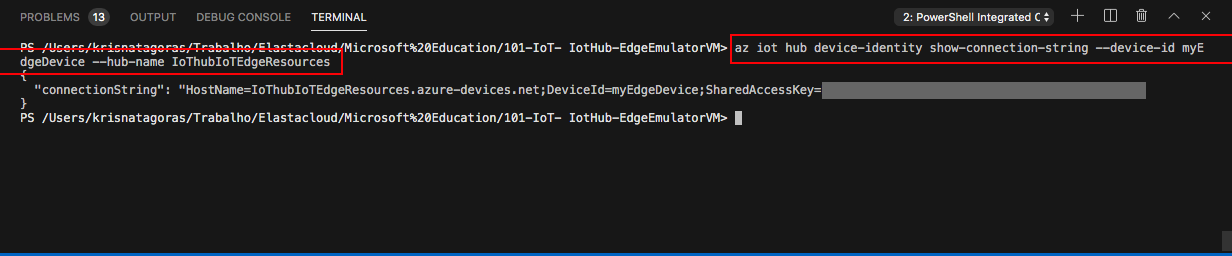 PROBLEMS 13 OUTPUT DEBUG CONSOLE TERMINAL 2: PowerShell Integrated C
PS /Users/krisnatagoras/Trabalho/Elastacloud/Microsoft%20Education/101-IoT- IotHub-EdgeEmulatorVM> az iot hub device-identity show-connection-string --device-id myE
dgeDevice --hub-name IoThubIoTEdgeResources
{
  "connectionString": "HostName=IoThubIoTEdgeResources.azure-devices.net;DeviceId=myEdgeDevice;SharedAccessKey=
}
PS /Users/krisnatagoras/Trabalho/Elastacloud/Microsoft%20Education/101-IoT- IotHub-EdgeEmulatorVM>